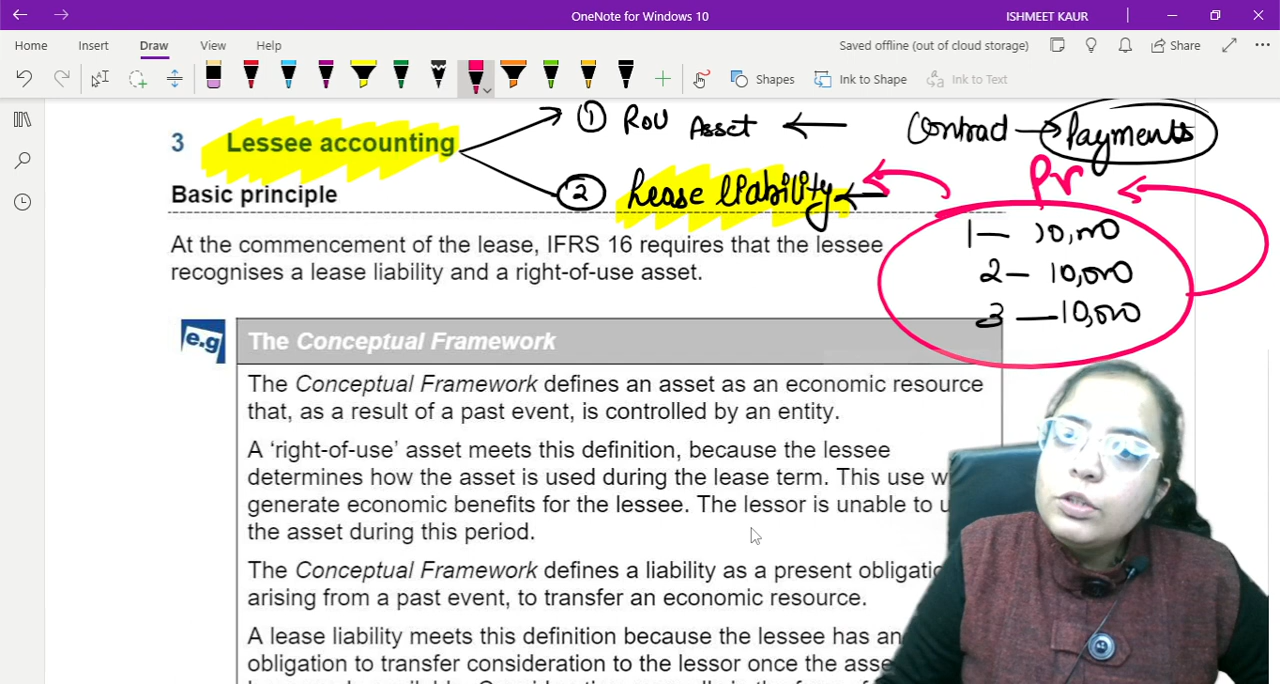 OneNote for Windows 10
ISHMEET KAUR
Home Insert Draw View Help
Saved offline (out of cloud storage)
Share
Shapes
Ink to Shape
Ink to Text
3 Lessee accounting
① ROU Asset
Contract → Payments
② Lease liability
PV
Basic principle
1 — 10,000
2 — 10,000
3 — 10,000
At the commencement of the lease, IFRS 16 requires that the lessee
recognises a lease liability and a right-of-use asset.
e.g
The Conceptual Framework
The Conceptual Framework defines an asset as an economic resource
that, as a result of a past event, is controlled by an entity.
A ‘right-of-use’ asset meets this definition, because the lessee
determines how the asset is used during the lease term. This use
generate economic benefits for the lessee. The lessor is unable to
the asset during this period.
The Conceptual Framework defines a liability as a present
arising from a past event, to transfer an economic resource.
A lease liability meets this definition because the lessee has an
obligation to transfer consideration to the lessor once the